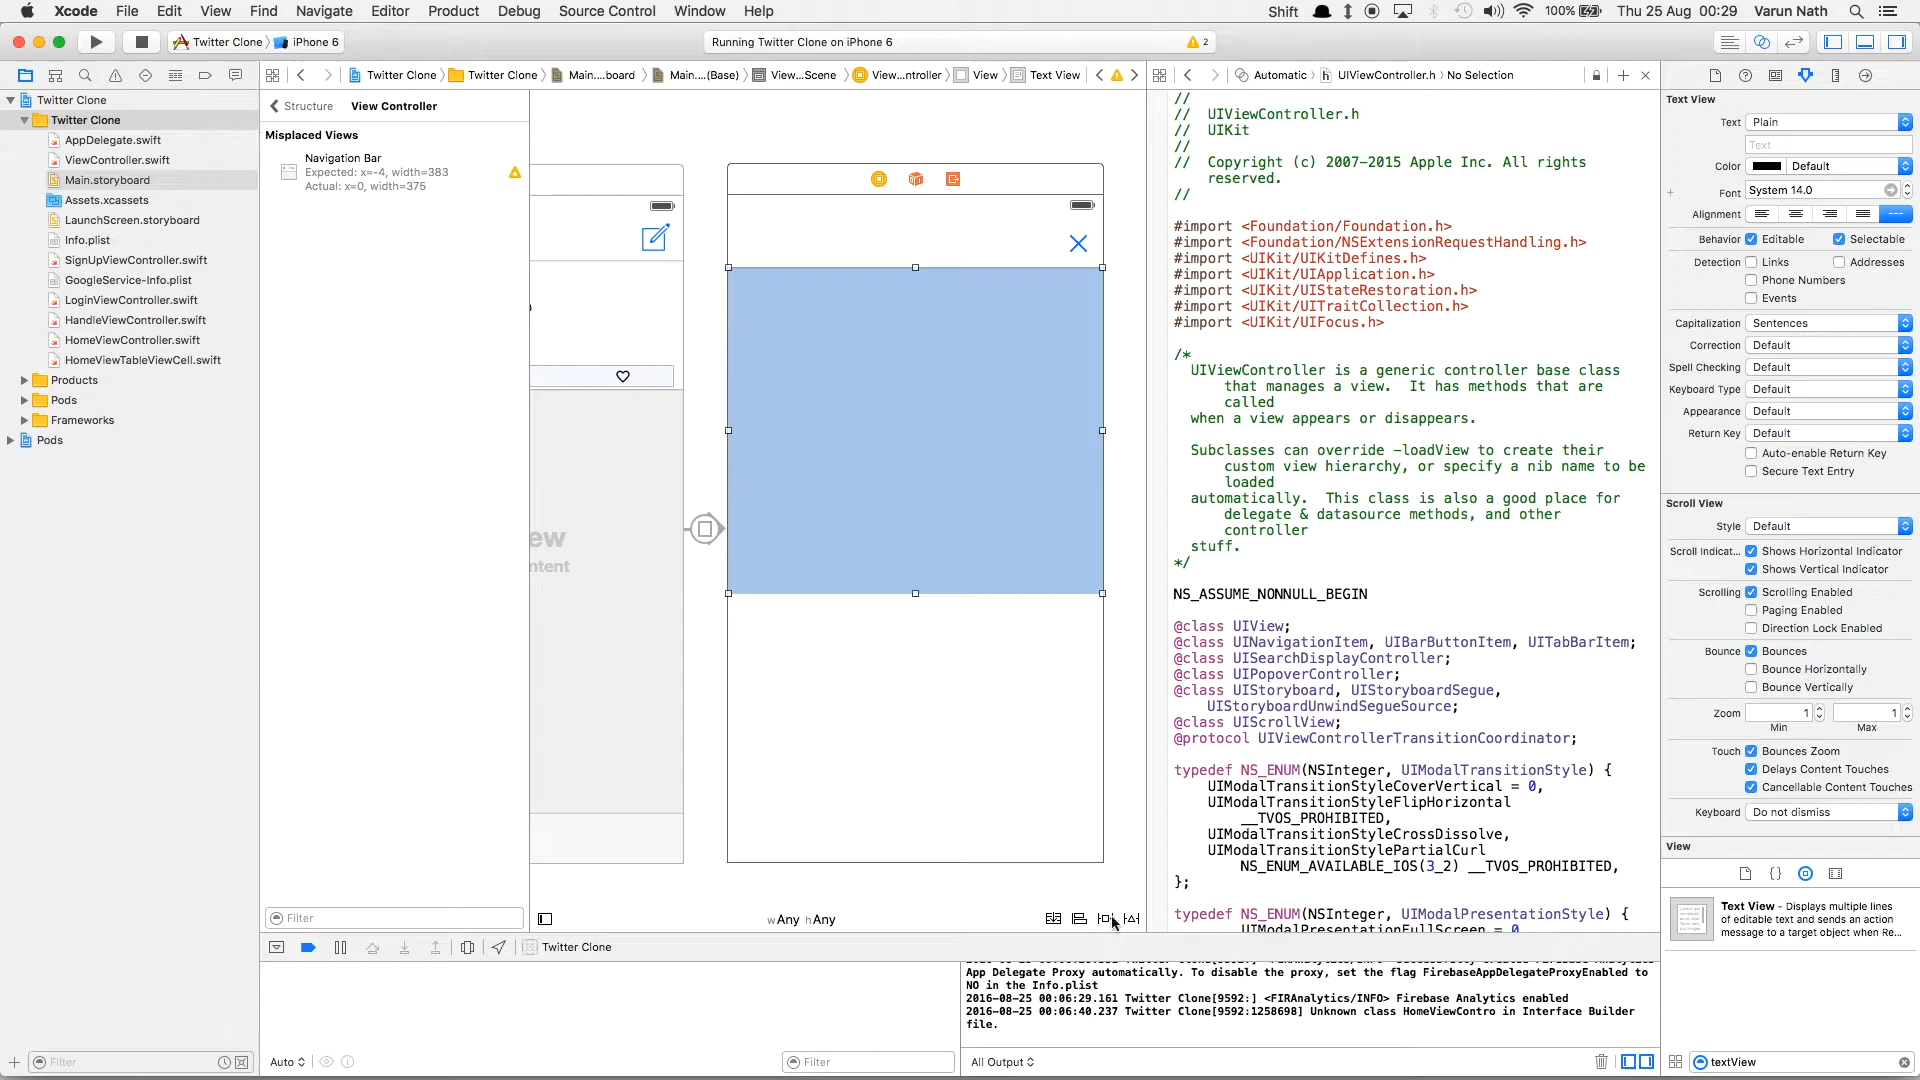 Xcode File Edit View Find Navigate Editor Product Debug Source Control Window Help
Shift 100% Thu 25 Aug 00:29 Varun Nath
Twitter Clone iPhone 6
Running Twitter Clone on iPhone 6
2
Twitter Clone Twitter Clone Main....board Main....(Base) View...Scene View...ntroller View Text View
Automatic UIViewController.h No Selection
Twitter Clone
Twitter Clone
AppDelegate.swift
ViewController.swift
Main.storyboard
Assets.xcassets
LaunchScreen.storyboard
Info.plist
SignUpViewController.swift
GoogleService-Info.plist
LoginViewController.swift
HandleViewController.swift
HomeViewController.swift
HomeViewTableViewCell.swift
Products
Pods
Frameworks
Pods
Filter
Structure View Controller
Misplaced Views
Navigation Bar
Expected: x=-4, width=383
Actual: x=0, width=375
Filter
ew
ntent
wAny hAny
//
// UIViewController.h
// UIKit
//
// Copyright (c) 2007-2015 Apple Inc. All rights
reserved.
//
#import <Foundation/Foundation.h>
#import <Foundation/NSExtensionRequestHandling.h>
#import <UIKit/UIKitDefines.h>
#import <UIKit/UIApplication.h>
#import <UIKit/UIStateRestoration.h>
#import <UIKit/UITraitCollection.h>
#import <UIKit/UIFocus.h>
/*
UIViewController is a generic controller base class
that manages a view. It has methods that are
called
when a view appears or disappears.
Subclasses can override -loadView to create their
custom view hierarchy, or specify a nib name to be
loaded
automatically. This class is also a good place for
delegate & datasource methods, and other
controller
stuff.
*/
NS_ASSUME_NONNULL_BEGIN
@class UIView;
@class UINavigationItem, UIBarButtonItem, UITabBarItem;
@class UISearchDisplayController;
@class UIPopoverController;
@class UIStoryboard, UIStoryboardSegue,
UIStoryboardUnwindSegueSource;
@class UIScrollView;
@protocol UIViewControllerTransitionCoordinator;
typedef NS_ENUM(NSInteger, UIModalTransitionStyle) {
UIModalTransitionStyleCoverVertical = 0,
UIModalTransitionStyleFlipHorizontal
__TVOS_PROHIBITED,
UIModalTransitionStyleCrossDissolve,
UIModalTransitionStylePartialCurl
NS_ENUM_AVAILABLE_IOS(3_2) __TVOS_PROHIBITED,
};
typedef NS_ENUM(NSInteger, UIModalPresentationStyle) {
UIModalPresentationFullScreen = 0
Text View
Text Plain
Text
Color Default
Font System 14.0
Alignment
Behavior Editable Selectable
Detection Links Addresses
Phone Numbers
Events
Capitalization Sentences
Correction Default
Spell Checking Default
Keyboard Type Default
Appearance Default
Return Key Default
Auto-enable Return Key
Secure Text Entry
Scroll View
Style Default
Scroll Indicat... Shows Horizontal Indicator
Shows Vertical Indicator
Scrolling Scrolling Enabled
Paging Enabled
Direction Lock Enabled
Bounce Bounces
Bounce Horizontally
Bounce Vertically
Zoom 1 1
Min Max
Touch Bounces Zoom
Delays Content Touches
Cancellable Content Touches
Keyboard Do not dismiss
View
Text View - Displays multiple lines
of editable text and sends an action
message to a target object when Re...
textView
Twitter Clone
App Delegate Proxy automatically. To disable the proxy, set the flag FirebaseAppDelegateProxyEnabled to
NO in the Info.plist
2016-08-25 00:06:29.161 Twitter Clone[9592:] <FIRAnalytics/INFO> Firebase Analytics enabled
2016-08-25 00:06:40.237 Twitter Clone[9592:1258698] Unknown class HomeViewContro in Interface Builder
file.
Auto
Filter
All Output